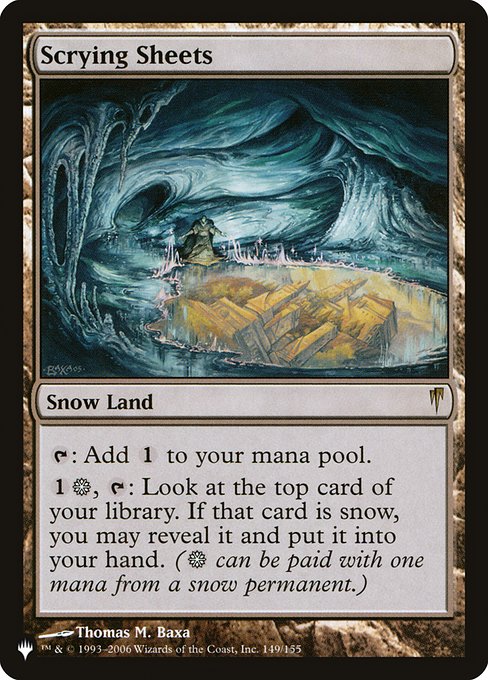 Scrying Sheets
BAXA05
Snow Land
: Add 1 to your mana pool.
1 , : Look at the top card of
your library. If that card is snow,
you may reveal it and put it into
your hand. ( can be paid with one
mana from a snow permanent.)
Thomas M. Baxa
™ & © 1993–2006 Wizards of the Coast, Inc. 149/155